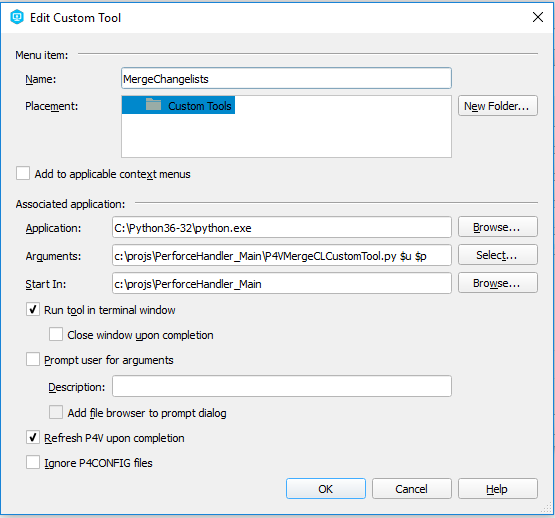 Edit Custom Tool
Menu item:
Name: MergeChangelists
Placement: Custom Tools New Folder...
Add to applicable context menus
Associated application:
Application: C:\Python36-32\python.exe Browse...
Arguments: c:\projs\PerforceHandler_Main\P4VMergeCLCustomTool.py $u $p Select...
Start In: c:\projs\PerforceHandler_Main Browse...
Run tool in terminal window
Close window upon completion
Prompt user for arguments
Description:
Add file browser to prompt dialog
Refresh P4V upon completion
Ignore P4CONFIG files
OK Cancel Help